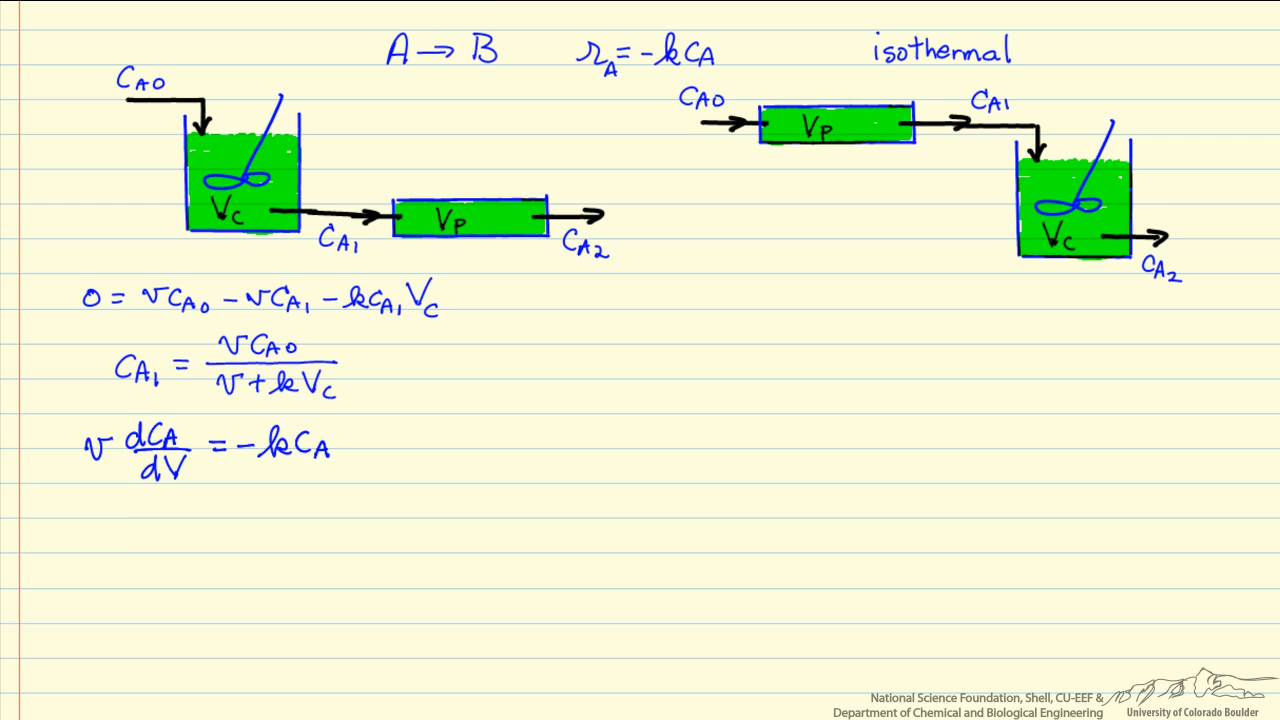 A → B r_A = -kC_A isothermal
C_A0
C_A0 V_P C_A1
V_C C_A1 V_P C_A2
V_C C_A2
0 = vC_A0 - vC_A1 - kC_A1 V_C
C_A1 = vC_A0 / (v + kV_C)
v dC_A/dV = -kC_A
National Science Foundation, Shell, CU-EEF &
Department of Chemical and Biological Engineering
University of Colorado Boulder